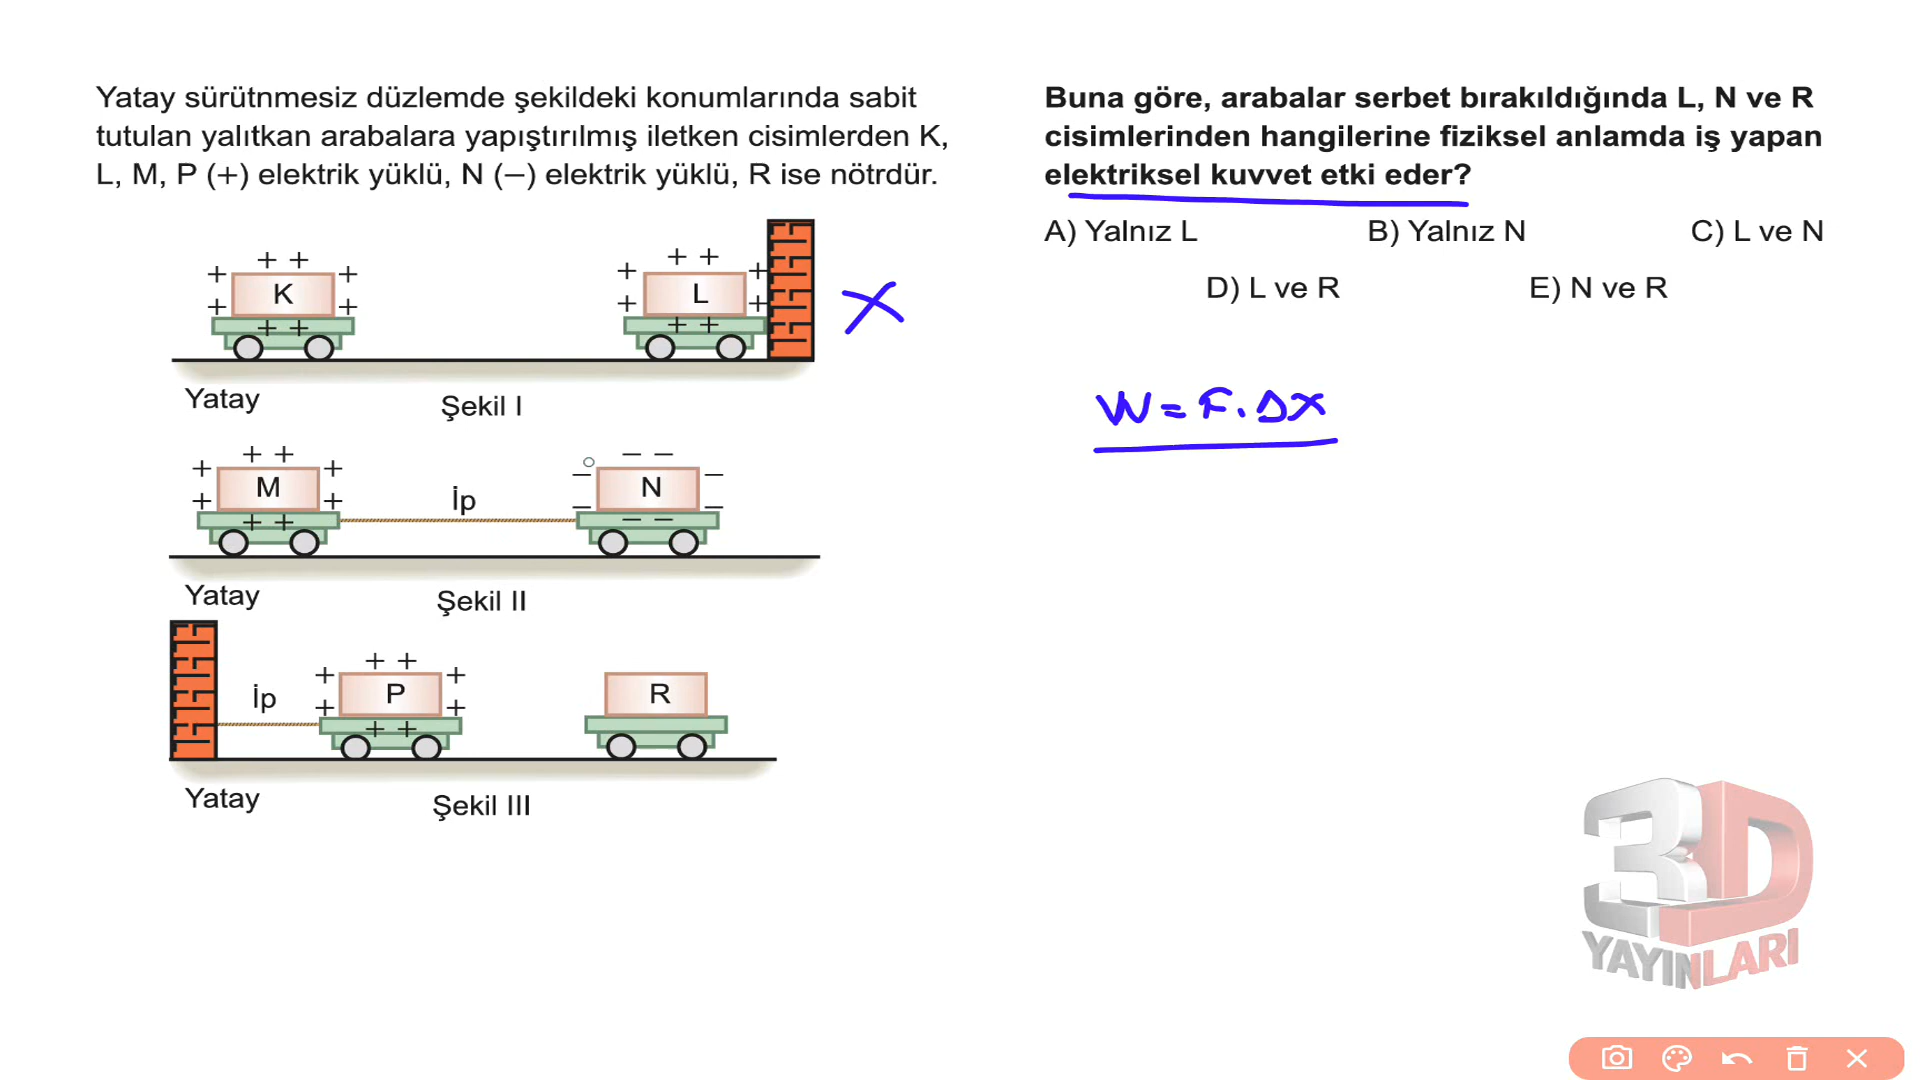 Yatay sürütnmesiz düzlemde şekildeki konumlarında sabit
tutulan yalıtkan arabalara yapıştırılmış iletken cisimlerden K,
L, M, P (+) elektrik yüklü, N (−) elektrik yüklü, R ise nötrdür.
+ + + + + + + +
K
+ + + + + + + +
L
Yatay
Şekil I
+ + + + + + + +
M
İp
− − − − − − − −
N
Yatay
Şekil II
İp
+ + + + + + + +
P
R
Yatay
Şekil III
Buna göre, arabalar serbet bırakıldığında L, N ve R
cisimlerinden hangilerine fiziksel anlamda iş yapan
elektriksel kuvvet etki eder?
A) Yalnız L B) Yalnız N C) L ve N
D) L ve R E) N ve R
W = F . Δx
3D
YAYINLARI